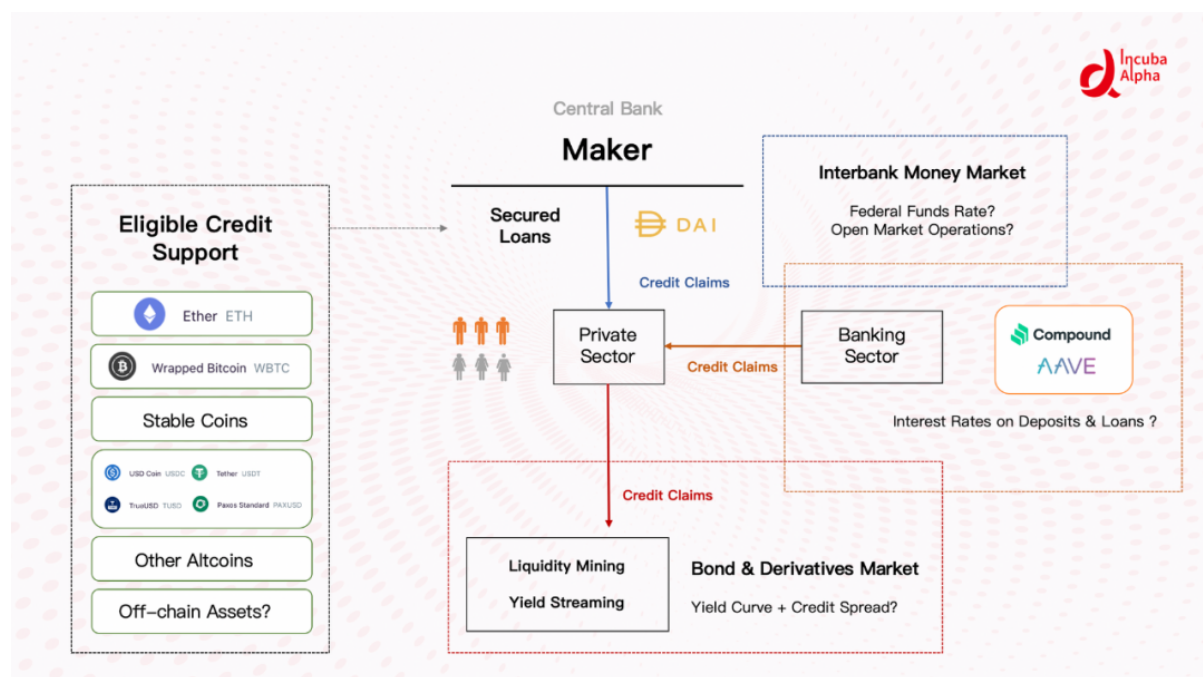 Incuba
Alpha
Central Bank
Maker
Interbank Money Market
Federal Funds Rate?
Open Market Operations?
Eligible Credit
Support
Secured
Loans
DAI
Credit Claims
Ether ETH
Wrapped Bitcoin WBTC
Stable Coins
USD Coin USDC
Tether USDT
TrueUSD TUSD
Paxos Standard PAXUSD
Other Altcoins
Off-chain Assets?
Private
Sector
Credit Claims
Banking
Sector
Compound
AAVE
Interest Rates on Deposits & Loans ?
Credit Claims
Liquidity Mining
Yield Streaming
Bond & Derivatives Market
Yield Curve + Credit Spread?